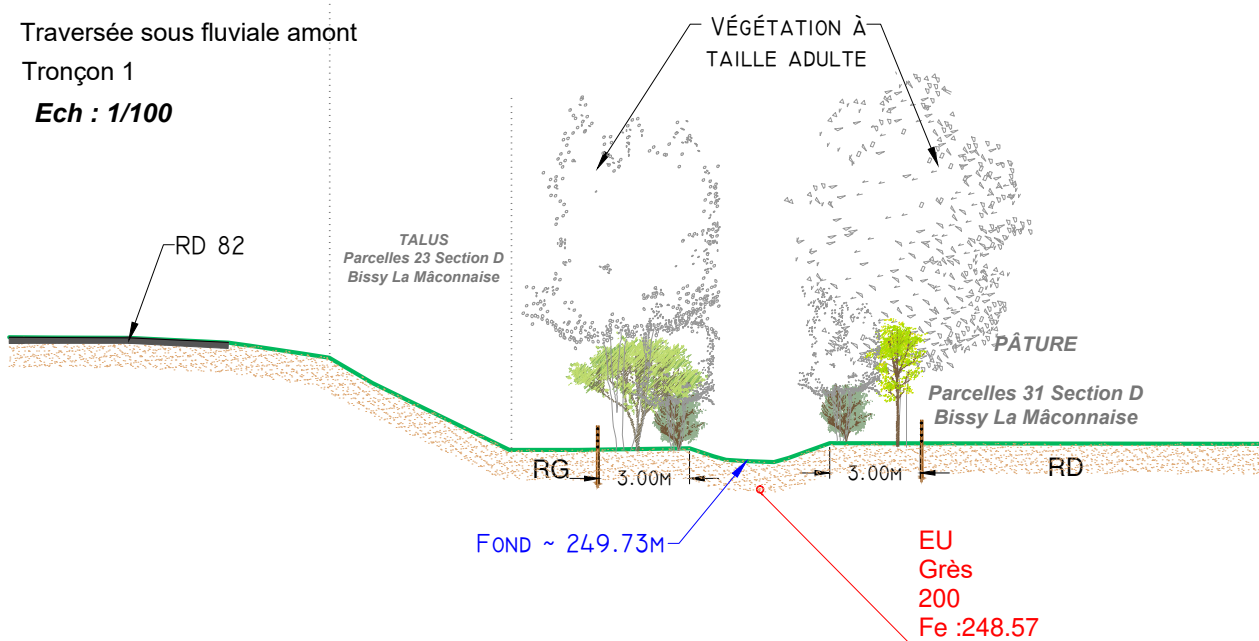 Traversée sous fluviale amont
Tronçon 1
Ech : 1/100
VÉGÉTATION À
TAILLE ADULTE
RD 82
TALUS
Parcelles 23 Section D
Bissy La Mâconnaise
PÂTURE
Parcelles 31 Section D
Bissy La Mâconnaise
RG
3.00M
3.00M
RD
FOND ~ 249.73M
EU
Grès
200
Fe :248.57